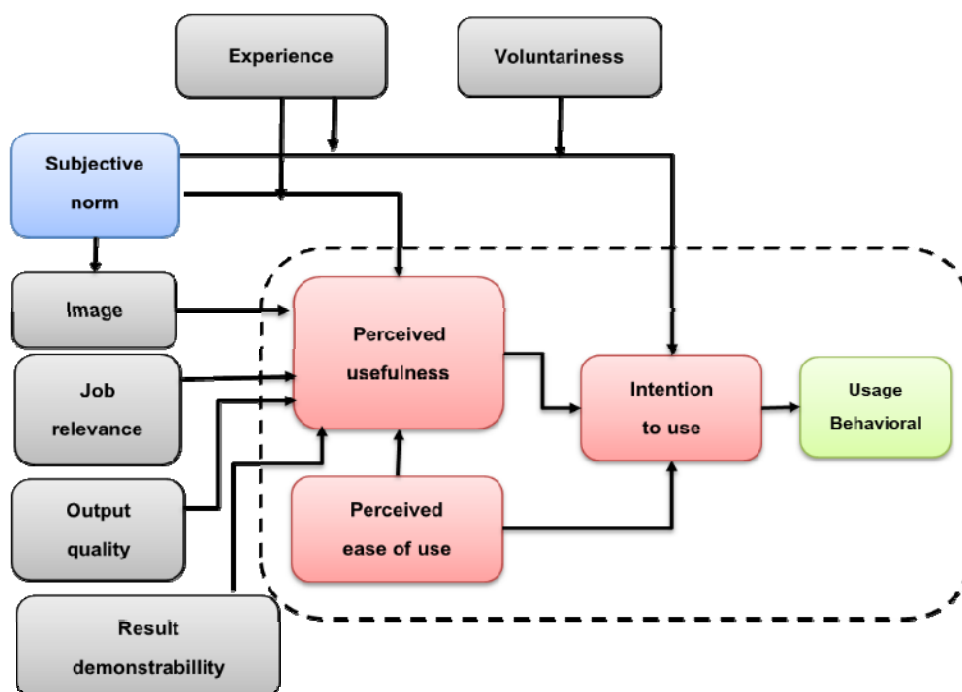 Experience
Voluntariness
Subjective
norm
Image
Perceived
usefulness
Job
relevance
Intention
to use
Usage
Behavioral
Output
quality
Perceived
ease of use
Result
demonstrabillity